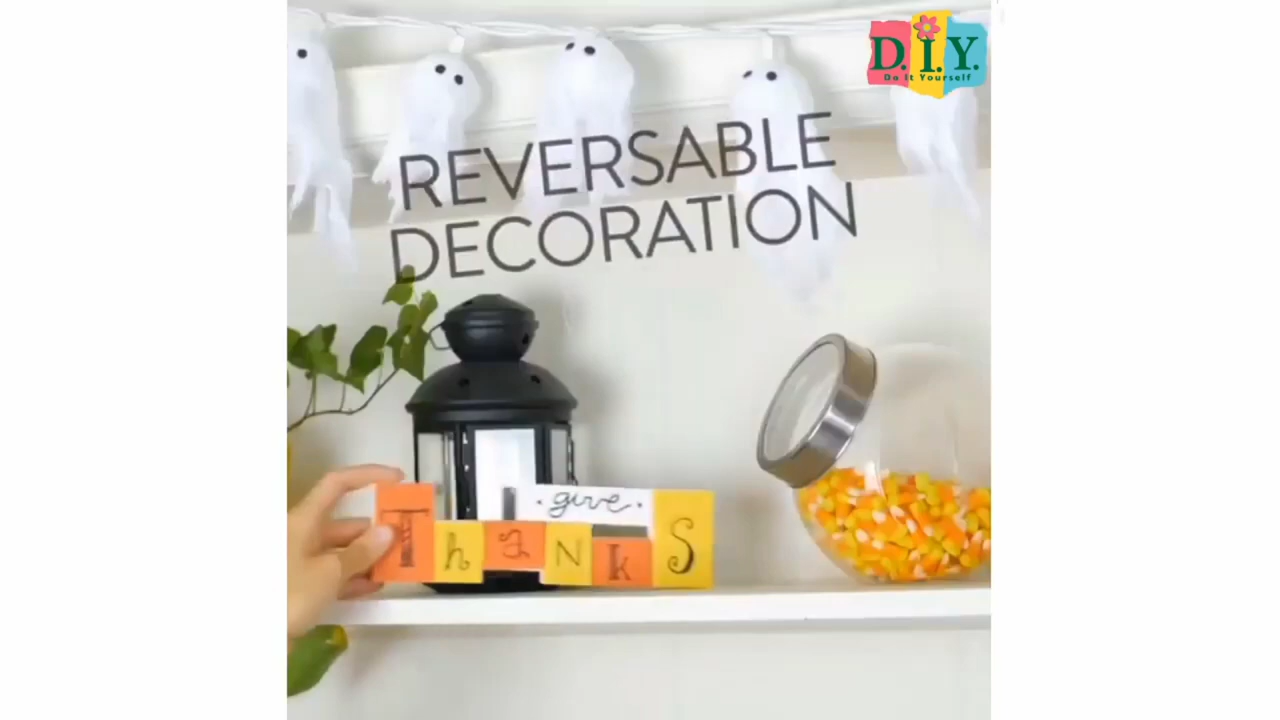 D.I.Y.
Do It Yourself
REVERSABLE
DECORATION
give
Thanks